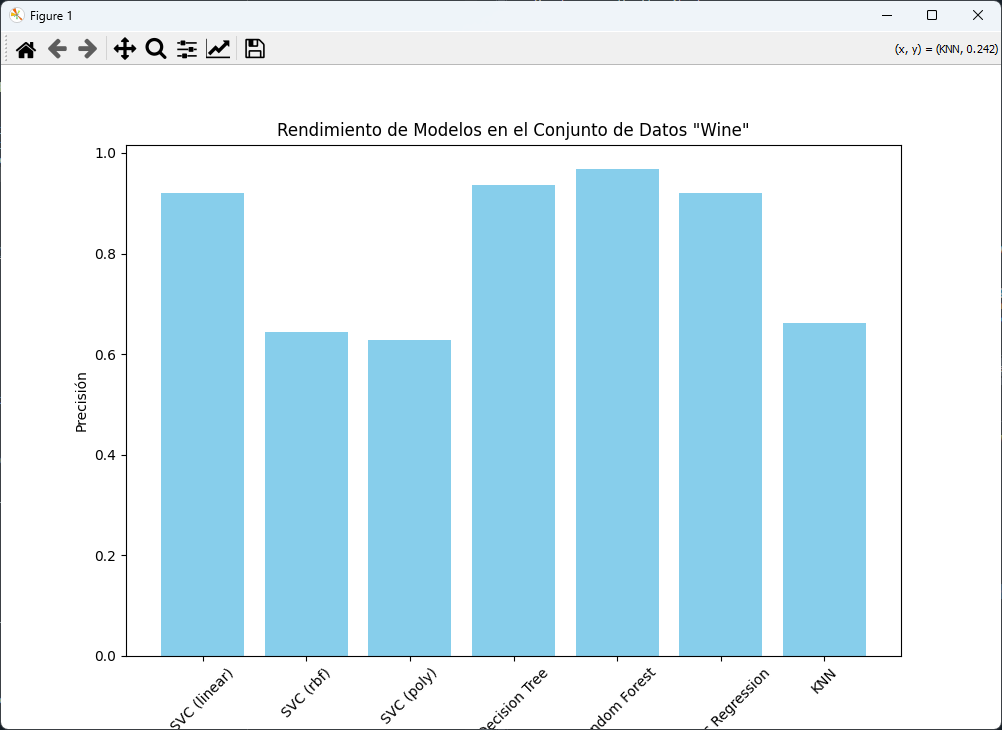 Figure 1
(x, y) = (KNN, 0.242)
Rendimiento de Modelos en el Conjunto de Datos "Wine"
1.0
0.8
0.6
0.4
0.2
0.0
Precisión
SVC (linear)
SVC (rbf)
SVC (poly)
Decision Tree
ndom Forest
Regression
KNN